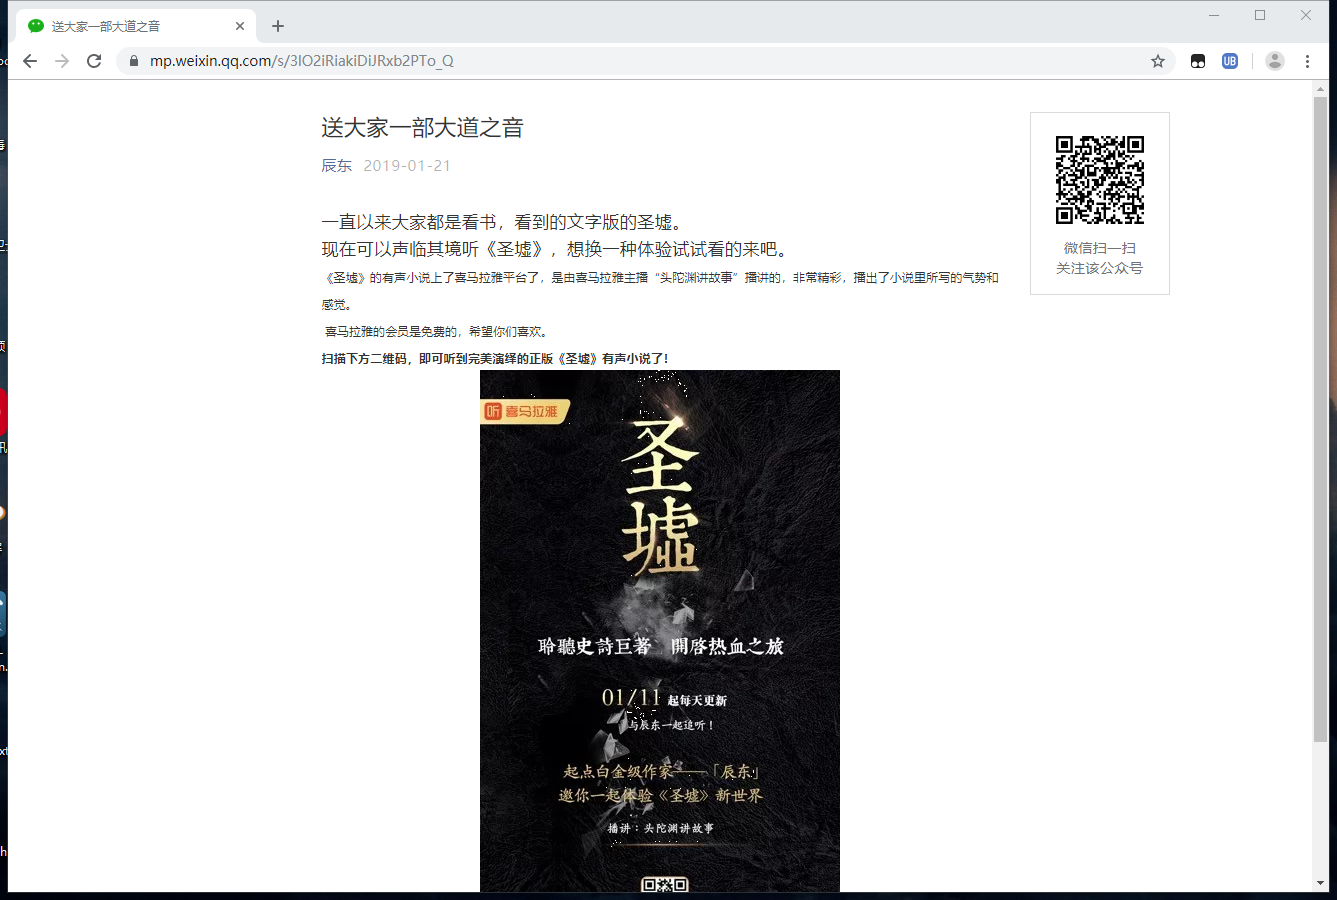 送大家一部大道之音
mp.weixin.qq.com/s/3IO2iRiakiDiJRxb2PTo_Q
UB
送大家一部大道之音
辰东 2019-01-21
一直以来大家都是看书，看到的文字版的圣墟。
现在可以声临其境听《圣墟》，想换一种体验试试看的来吧。
《圣墟》的有声小说上了喜马拉雅平台了，是由喜马拉雅主播“头陀渊讲故事”播讲的，非常精彩，播出了小说里所写的气势和
感觉。
喜马拉雅的会员是免费的，希望你们喜欢。
扫描下方二维码，即可听到完美演绎的正版《圣墟》有声小说了！
微信扫一扫
关注该公众号
听 喜马拉雅
圣墟
聆聽史詩巨著 開啓热血之旅
01/11 起每天更新
与辰东一起追听！
起点白金级作家——「辰东」
邀你一起体验《圣墟》新世界
播讲：头陀渊讲故事